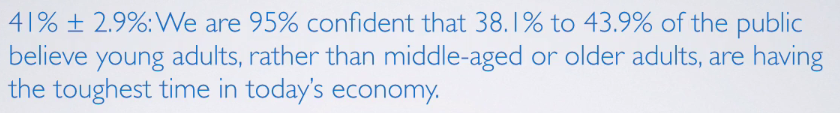 41% ± 2.9%: We are 95% confident that 38.1% to 43.9% of the public
believe young adults, rather than middle-aged or older adults, are having
the toughest time in today's economy.